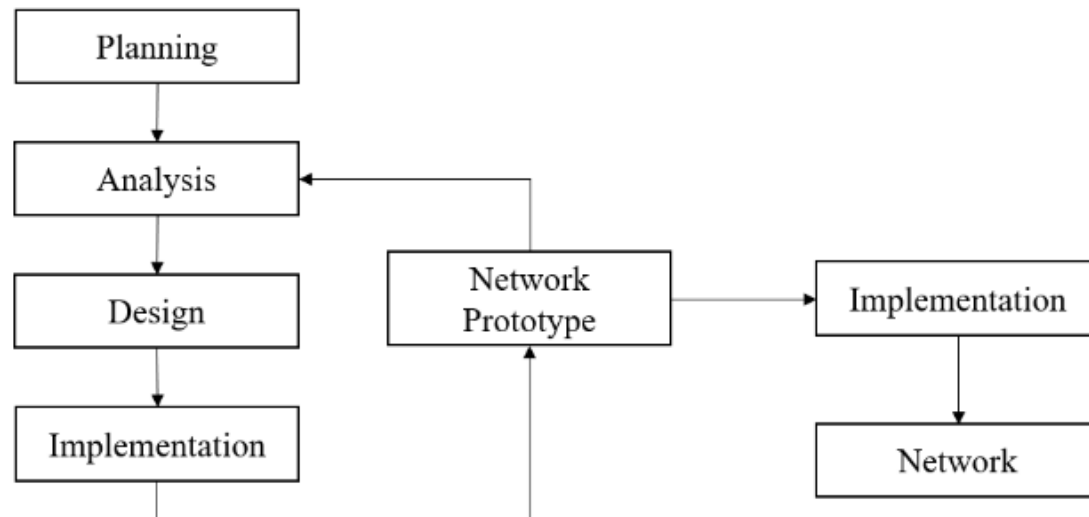 Planning
Analysis
Design
Implementation
Network
Prototype
Implementation
Network